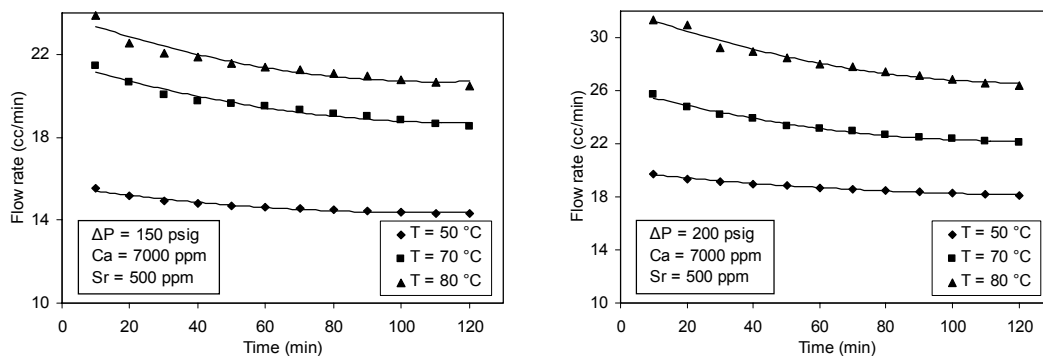 22
18
14
10
Flow rate (cc/min)
ΔP = 150 psig
Ca = 7000 ppm
Sr = 500 ppm
T = 50 °C
T = 70 °C
T = 80 °C
0 20 40 60 80 100 120
Time (min)
30
26
22
18
14
10
Flow rate (cc/min)
ΔP = 200 psig
Ca = 7000 ppm
Sr = 500 ppm
T = 50 °C
T = 70 °C
T = 80 °C
0 20 40 60 80 100 120
Time (min)